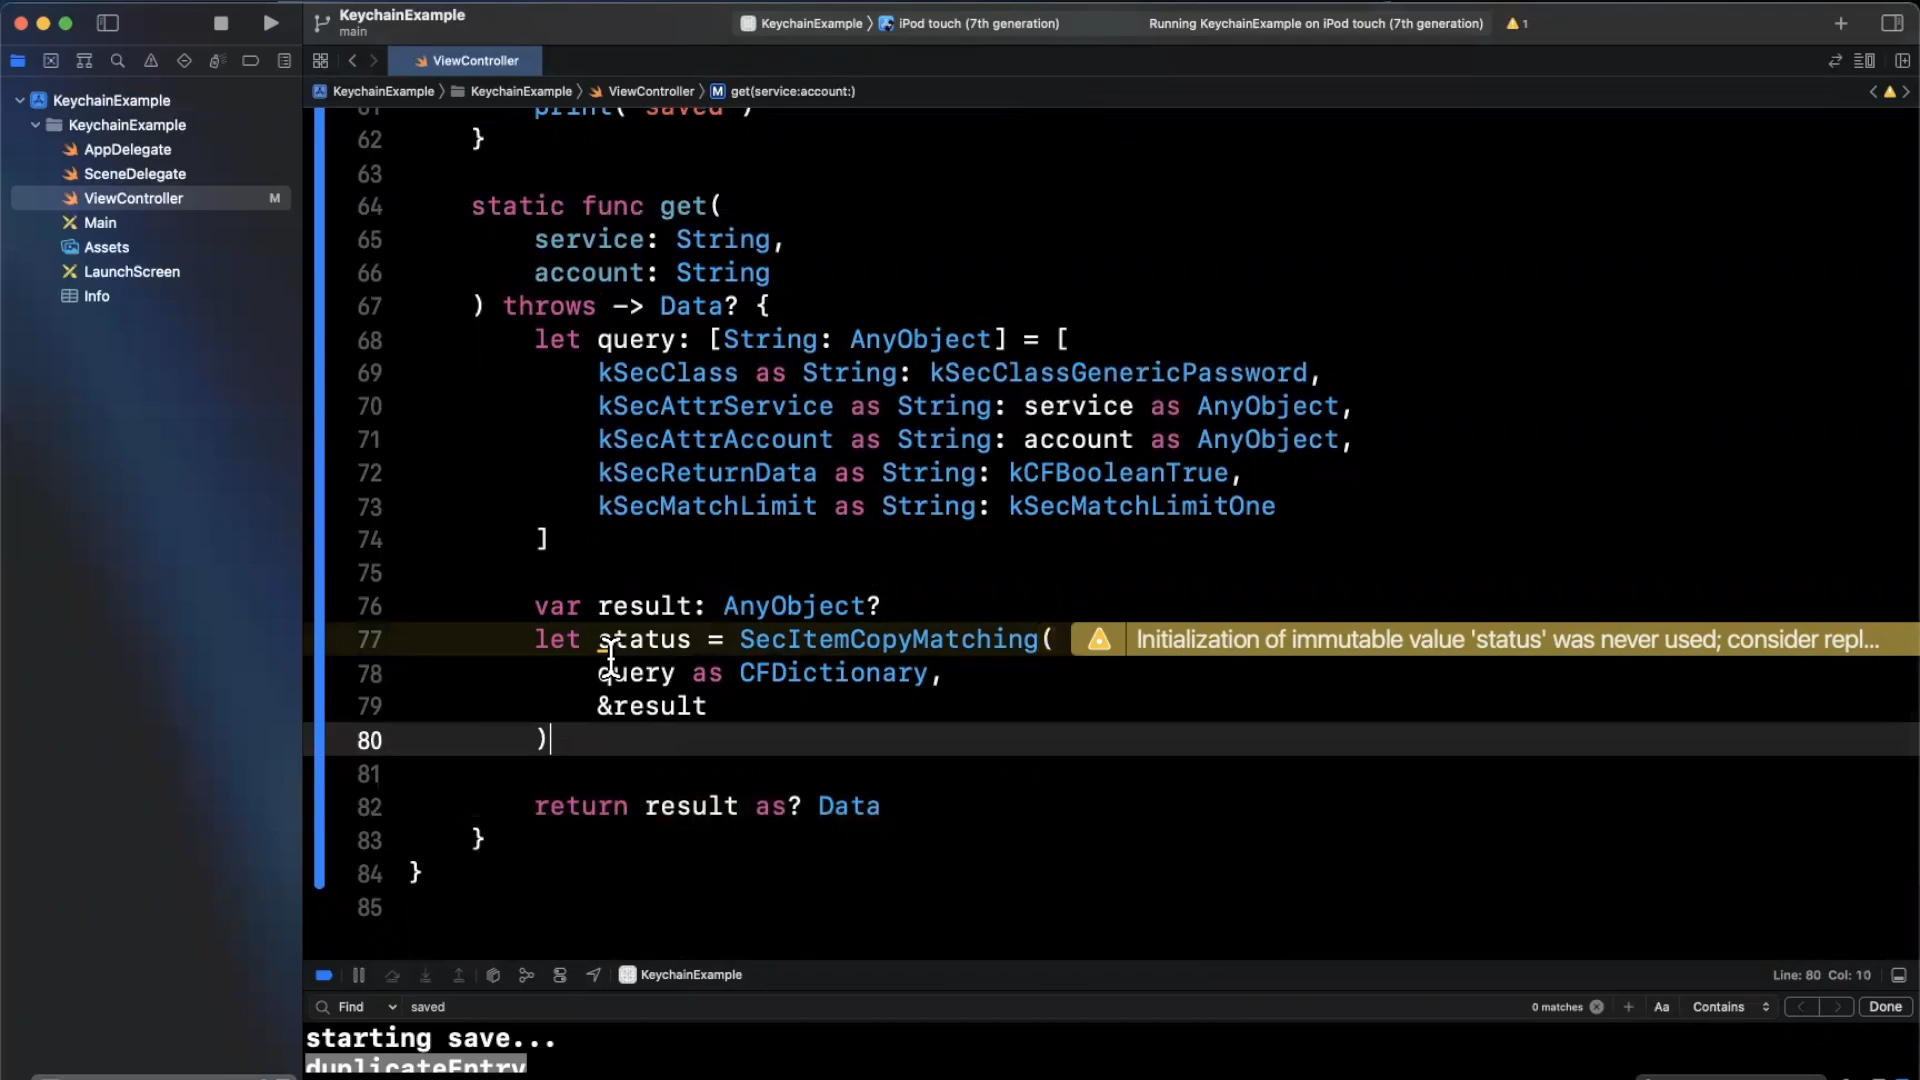 KeychainExample
main
KeychainExample 〉 iPod touch (7th generation)
Running KeychainExample on iPod touch (7th generation)
1
ViewController
KeychainExample 〉 KeychainExample 〉 ViewController 〉 M get(service:account:)
KeychainExample
KeychainExample
AppDelegate
SceneDelegate
ViewController M
Main
Assets
LaunchScreen
Info
61 print("saved")
62 }
63
64 static func get(
65 service: String,
66 account: String
67 ) throws -> Data? {
68 let query: [String: AnyObject] = [
69 kSecClass as String: kSecClassGenericPassword,
70 kSecAttrService as String: service as AnyObject,
71 kSecAttrAccount as String: account as AnyObject,
72 kSecReturnData as String: kCFBooleanTrue,
73 kSecMatchLimit as String: kSecMatchLimitOne
74 ]
75
76 var result: AnyObject?
77 let status = SecItemCopyMatching( Initialization of immutable value 'status' was never used; consider repl...
78 query as CFDictionary,
79 &result
80 )
81
82 return result as? Data
83 }
84 }
85
KeychainExample
Line: 80 Col: 10
Find saved
0 matches
Aa
Contains
Done
starting save...
duplicateEntry